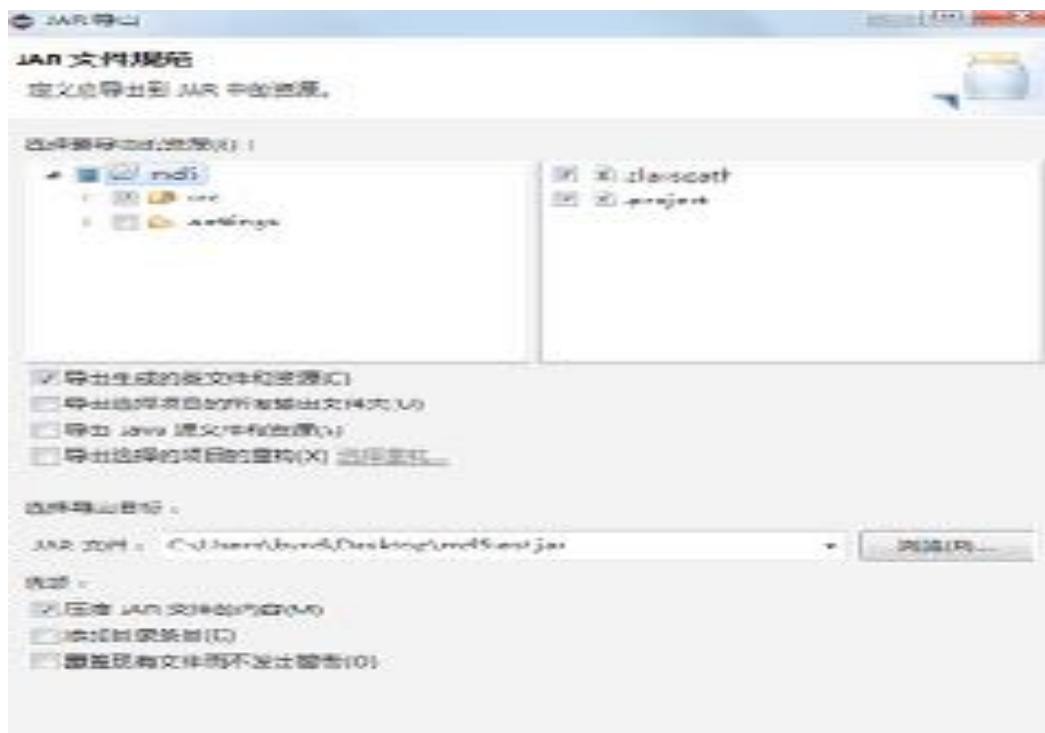 JAR 导出
JAR 文件规范
定义应导出到 JAR 中的资源。
选择要导出的资源(R)：
md5
.classpath
src
.project
.settings
导出生成的类文件和资源(C)
导出选择项目的所有输出文件夹(U)
导出 Java 源文件和资源(S)
导出选择的项目的重构(X) 选择重构...
选择导出目标：
JAR 文件： .jar
浏览(R)...
选项：
压缩 JAR 文件的内容(M)
添加目录条目(D)
覆盖现有文件而不发出警告(O)